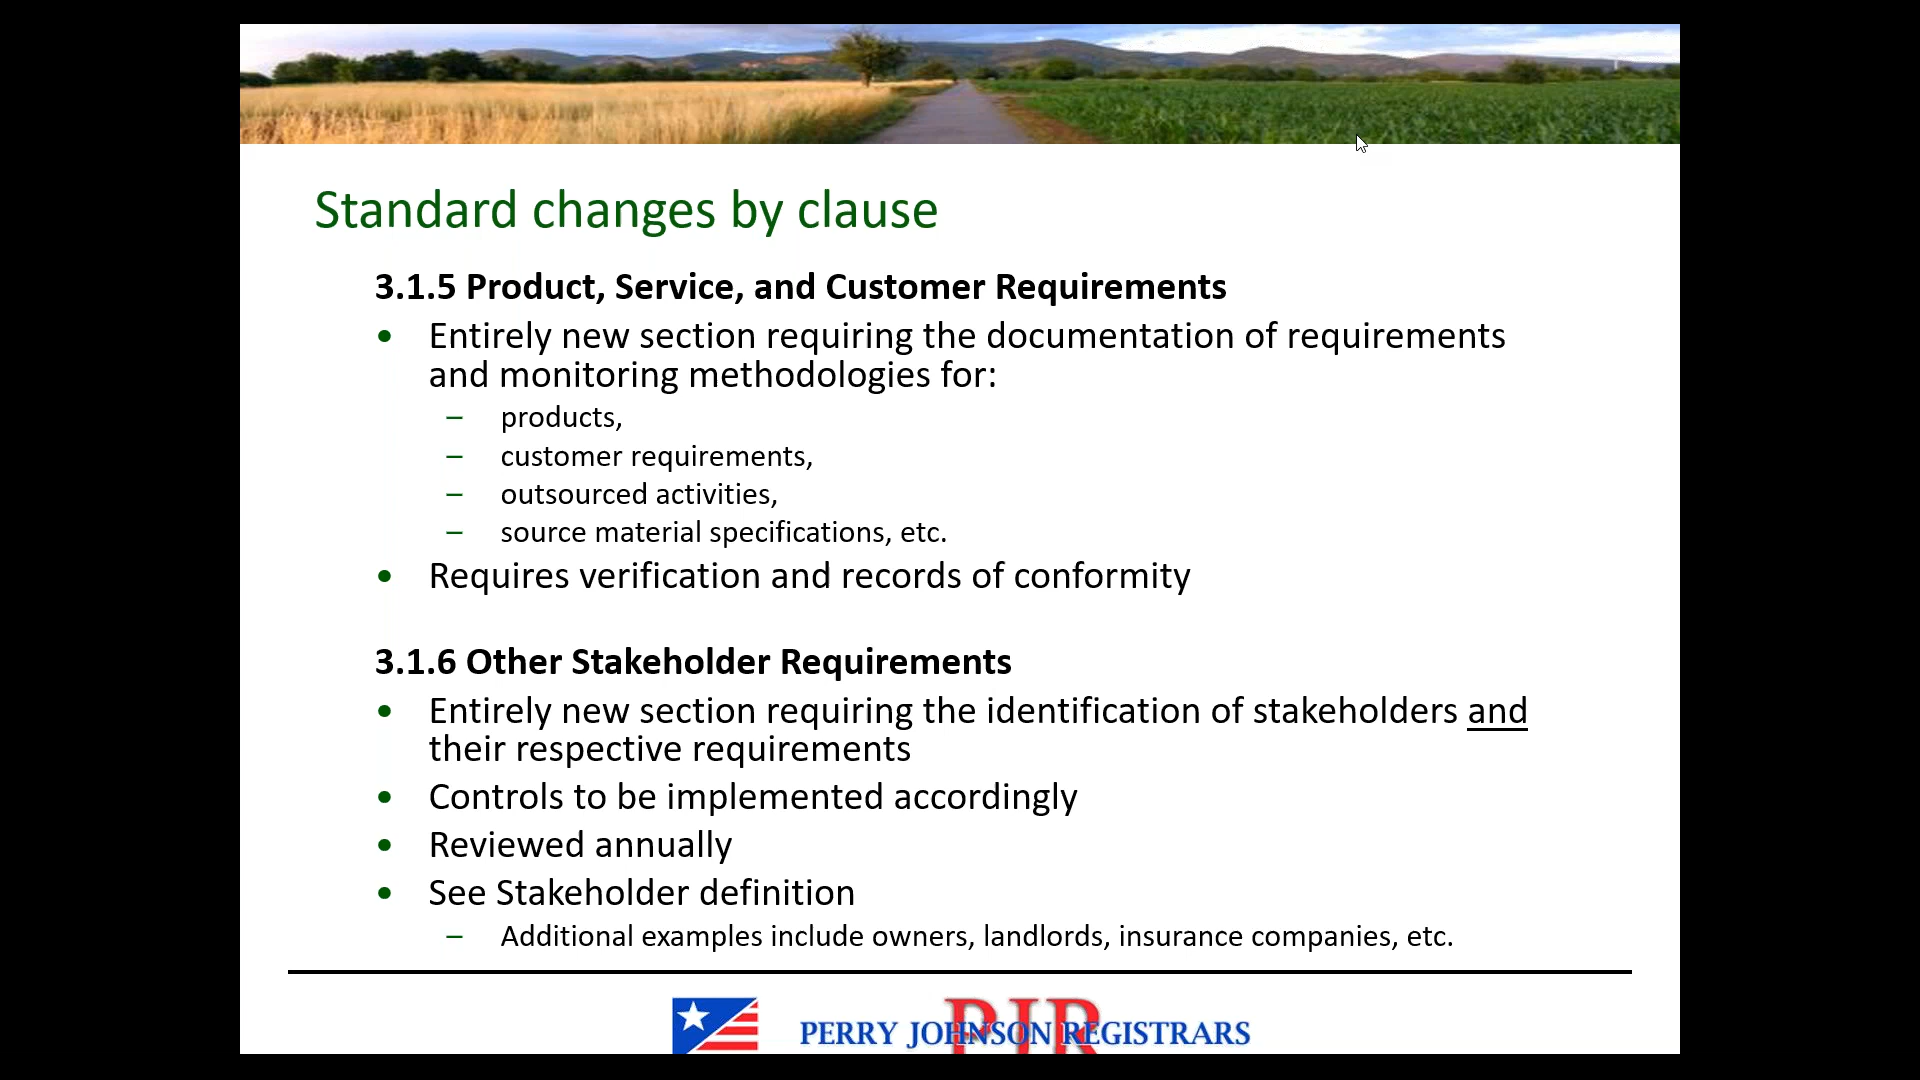 Standard changes by clause
3.1.5 Product, Service, and Customer Requirements
• Entirely new section requiring the documentation of requirements
and monitoring methodologies for:
– products,
– customer requirements,
– outsourced activities,
– source material specifications, etc.
• Requires verification and records of conformity
3.1.6 Other Stakeholder Requirements
• Entirely new section requiring the identification of stakeholders and
their respective requirements
• Controls to be implemented accordingly
• Reviewed annually
• See Stakeholder definition
– Additional examples include owners, landlords, insurance companies, etc.
PJR
PERRY JOHNSON REGISTRARS